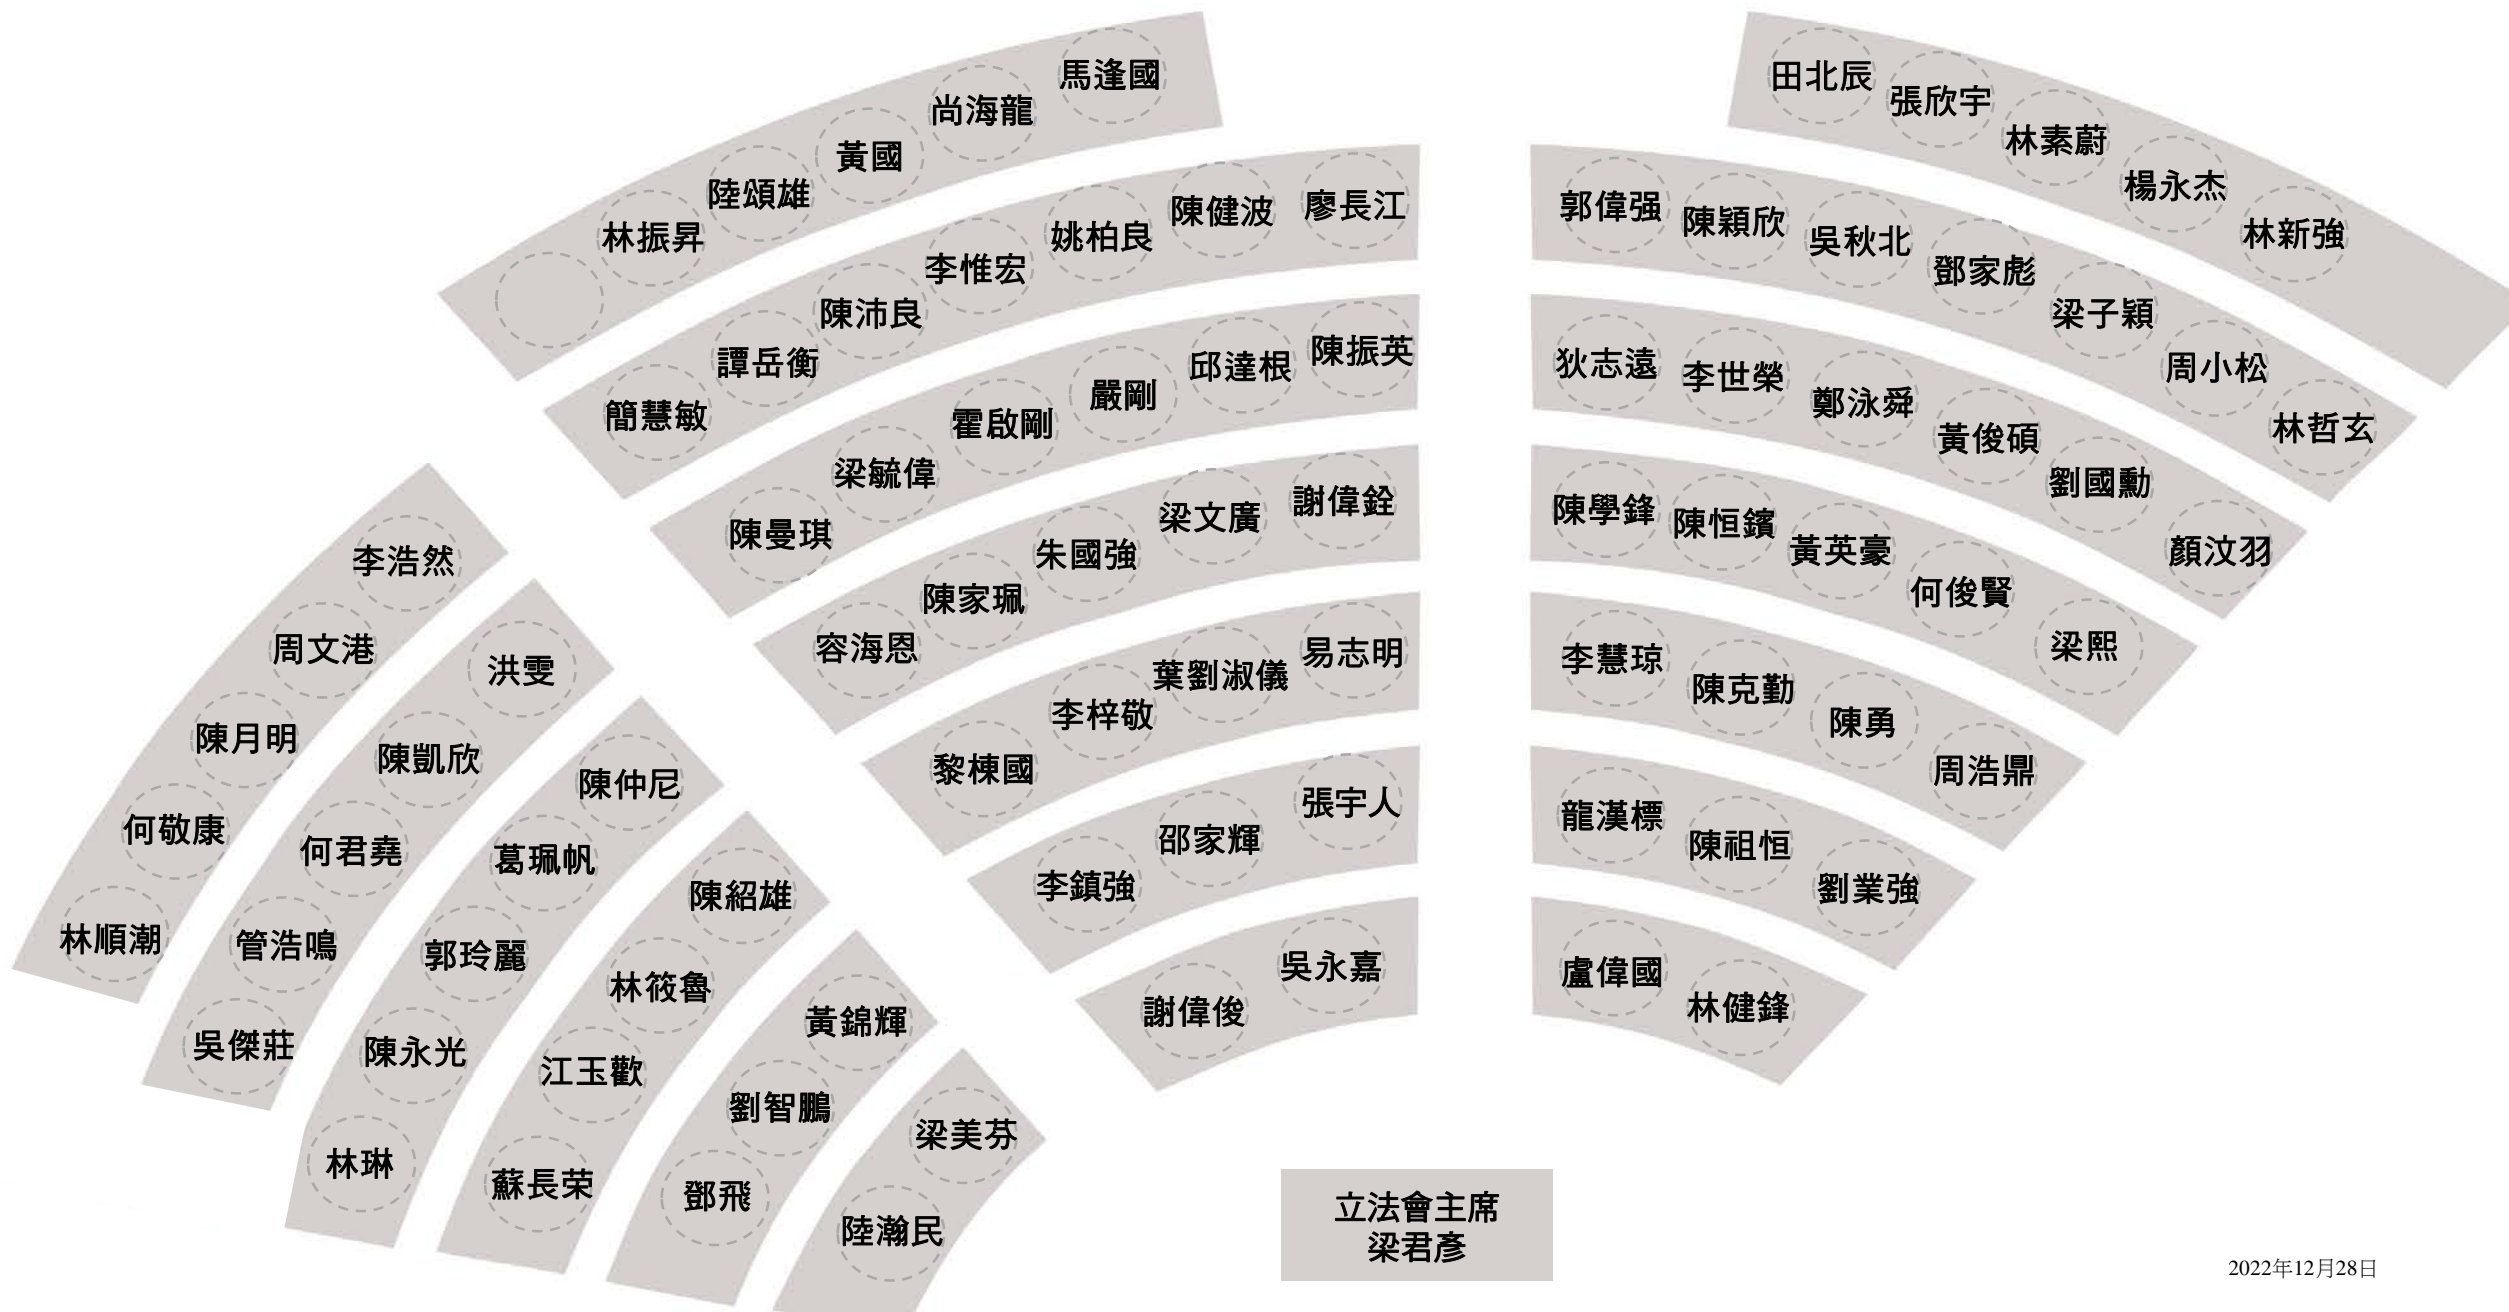 馬逢國
尚海龍
黃國
陸頌雄
林振昇
廖長江
陳健波
姚柏良
李惟宏
陳沛良
譚岳衡
簡慧敏
陳振英
邱達根
嚴剛
霍啟剛
梁毓偉
陳曼琪
謝偉銓
梁文廣
朱國強
陳家珮
容海恩
易志明
葉劉淑儀
李梓敬
黎棟國
張宇人
邵家輝
李鎮強
吳永嘉
謝偉俊
田北辰
張欣宇
林素蔚
楊永杰
林新強
郭偉强
陳穎欣
吳秋北
鄧家彪
梁子穎
周小松
林哲玄
狄志遠
李世榮
鄭泳舜
黃俊碩
劉國勳
顏汶羽
陳學鋒
陳恒鑌
黃英豪
何俊賢
梁熙
李慧琼
陳克勤
陳勇
周浩鼎
龍漢標
陳祖恒
劉業強
盧偉國
林健鋒
李浩然
周文港
陳月明
何敬康
林順潮
洪雯
陳凱欣
何君堯
管浩鳴
吳傑莊
陳仲尼
葛珮帆
郭玲麗
陳永光
林琳
陳紹雄
林筱魯
江玉歡
蘇長荣
黃錦輝
劉智鵬
鄧飛
梁美芬
陸瀚民
立法會主席
梁君彥
2022年12月28日